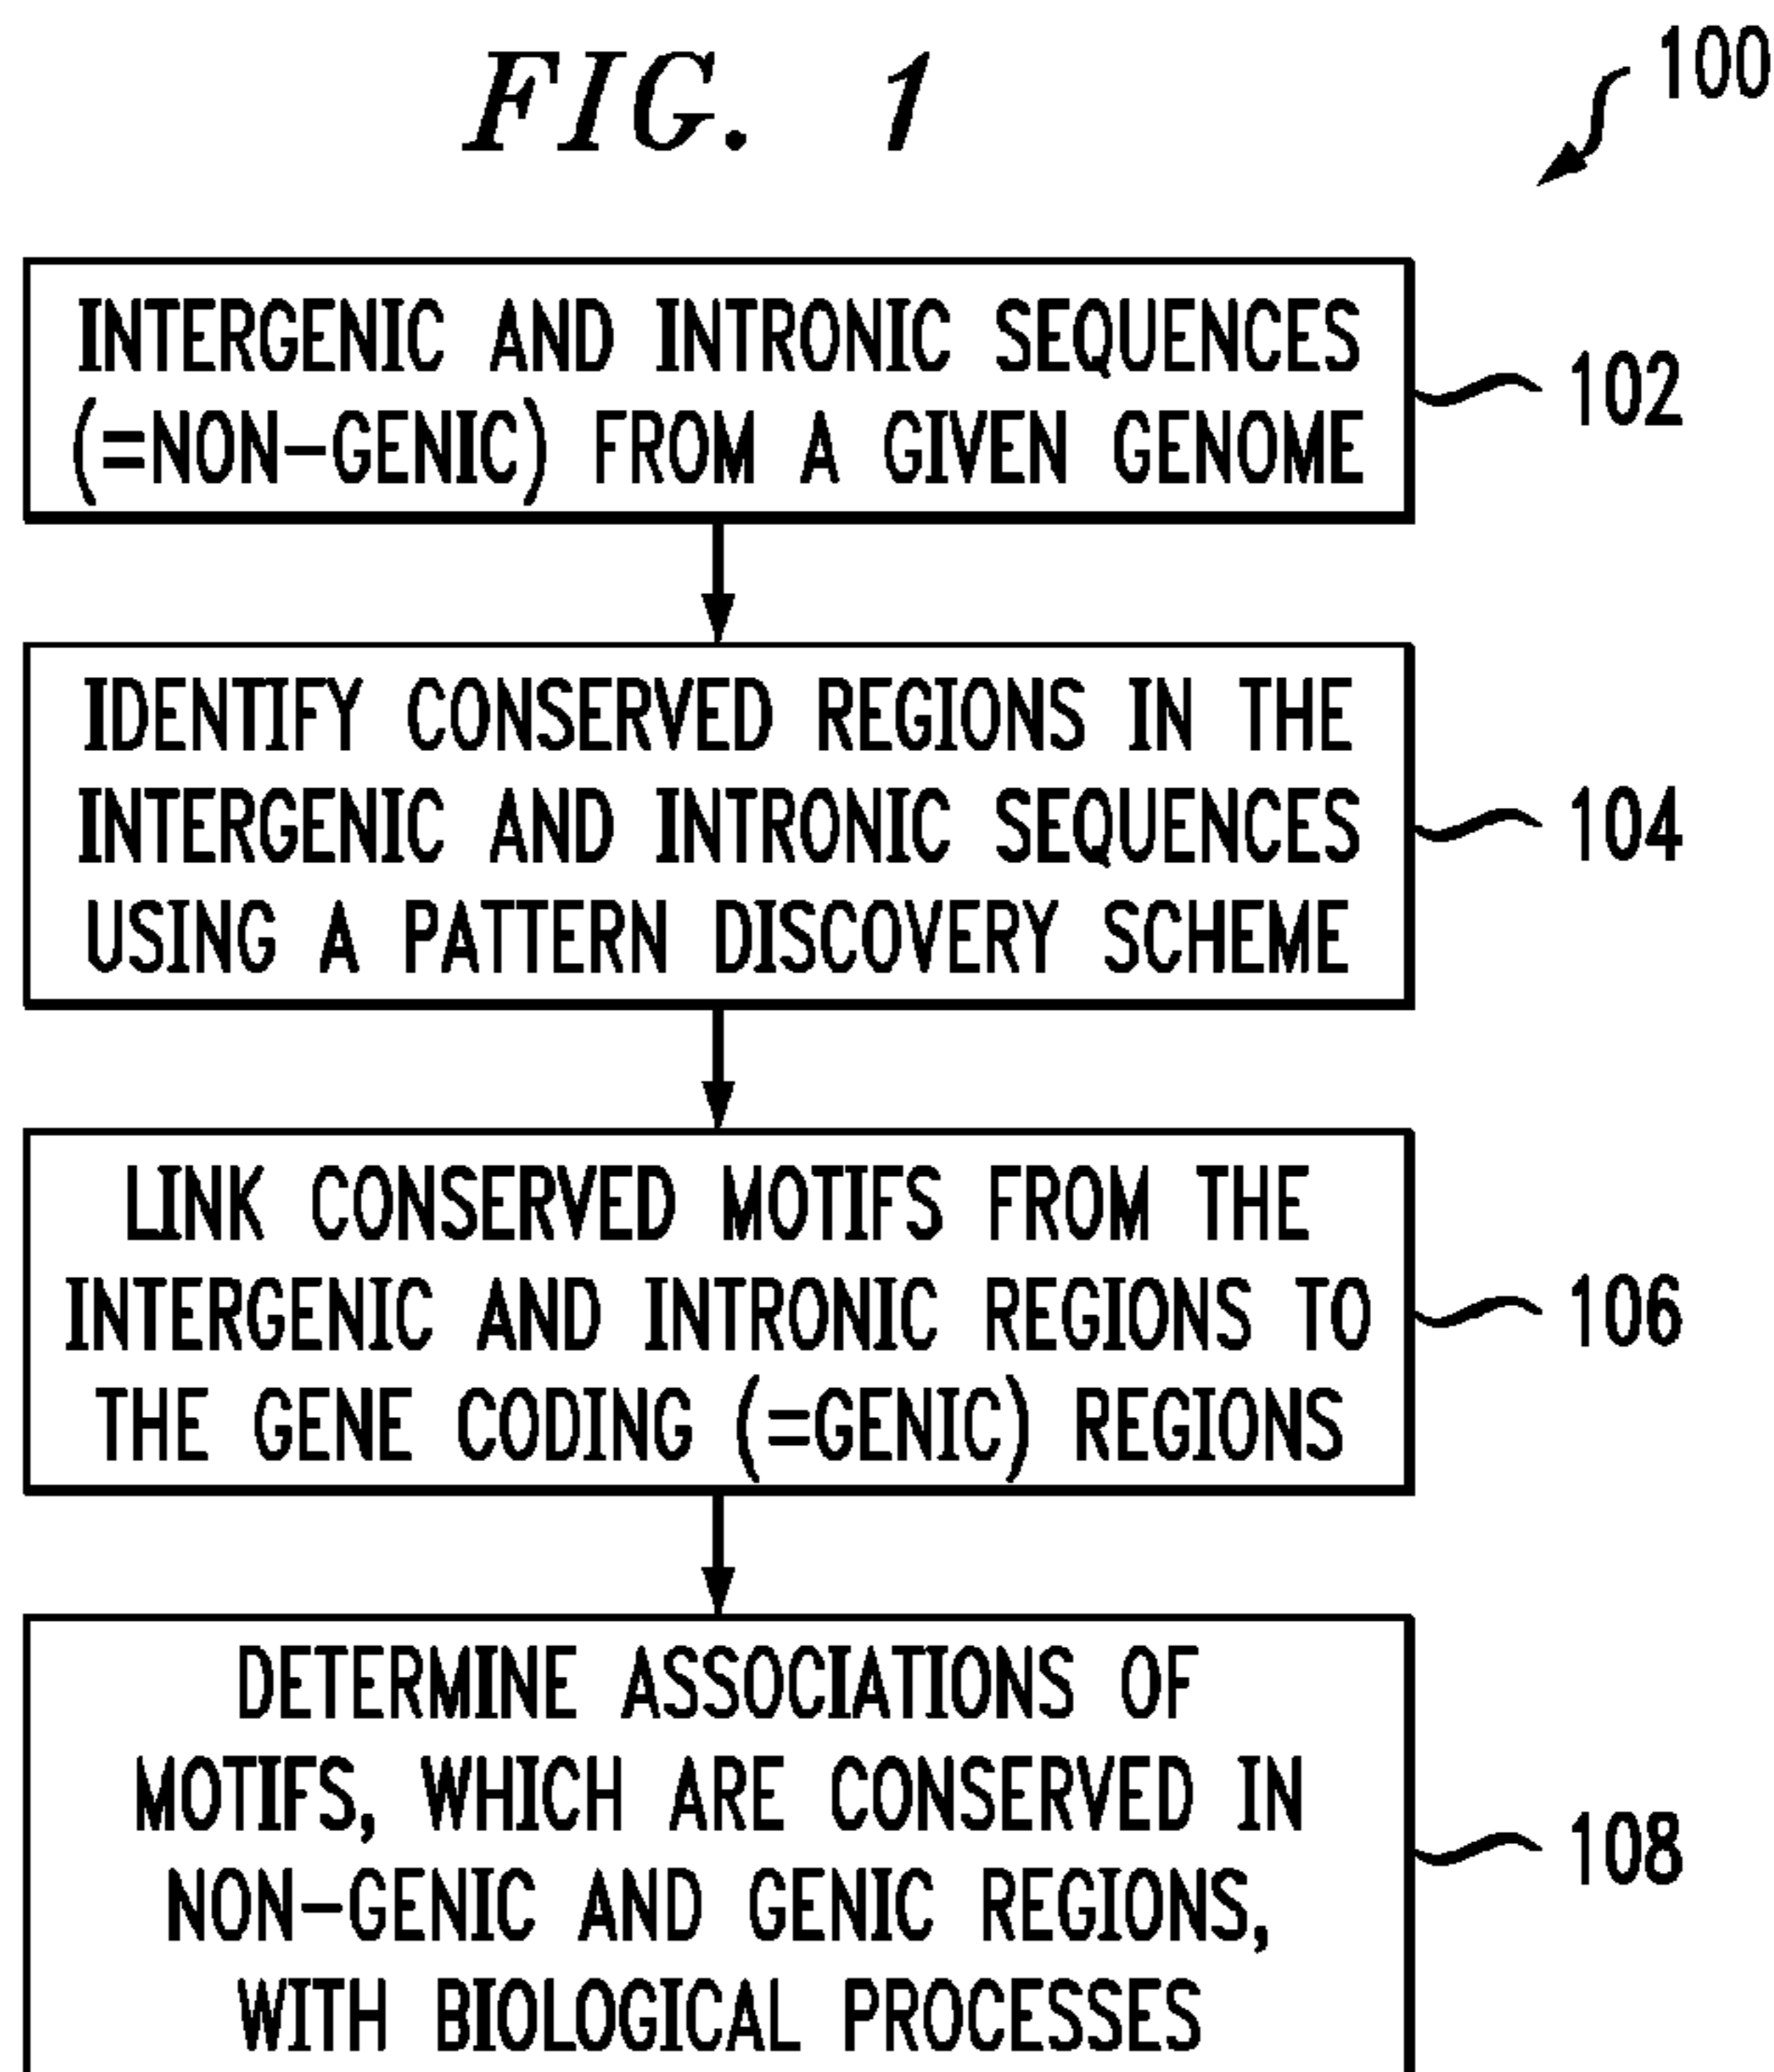 FIG. 1
100
INTERGENIC AND INTRONIC SEQUENCES
(=NON-GENIC) FROM A GIVEN GENOME
102
IDENTIFY CONSERVED REGIONS IN THE
INTERGENIC AND INTRONIC SEQUENCES
USING A PATTERN DISCOVERY SCHEME
104
LINK CONSERVED MOTIFS FROM THE
INTERGENIC AND INTRONIC REGIONS TO
THE GENE CODING (=GENIC) REGIONS
106
DETERMINE ASSOCIATIONS OF
MOTIFS, WHICH ARE CONSERVED IN
NON-GENIC AND GENIC REGIONS,
WITH BIOLOGICAL PROCESSES
108